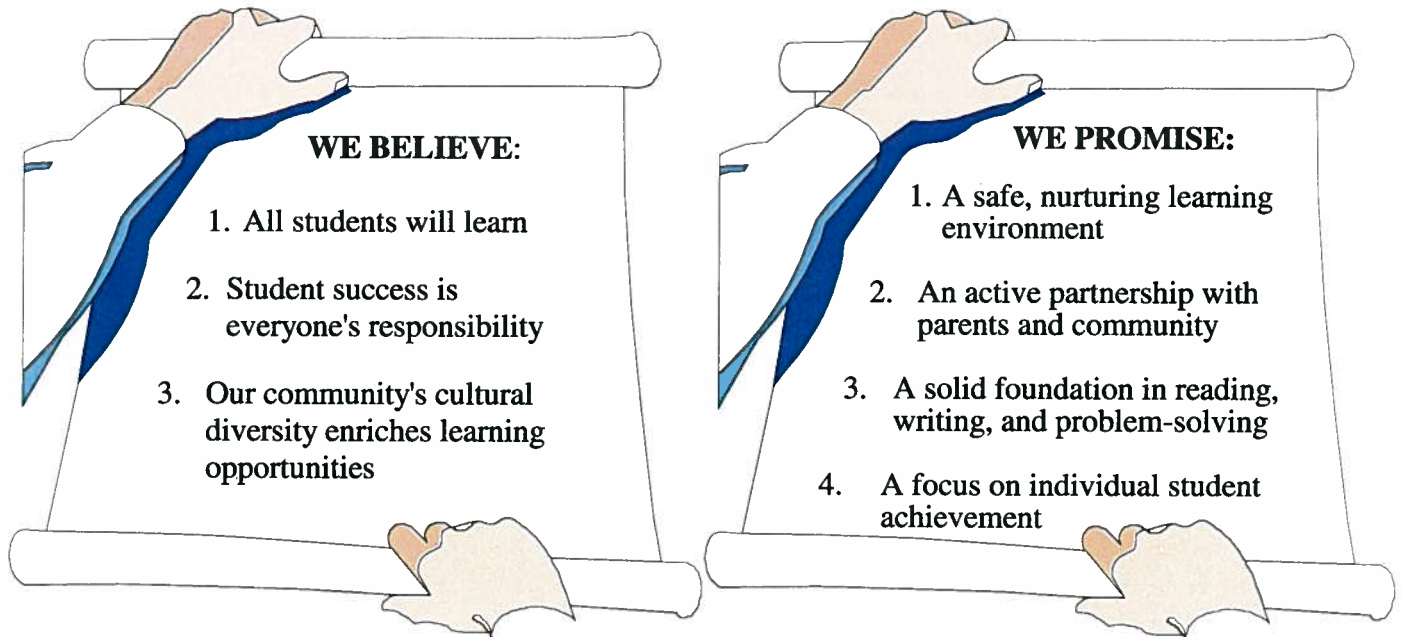 WE BELIEVE:
1. All students will learn
2. Student success is
everyone's responsibility
3. Our community's cultural
diversity enriches learning
opportunities
WE PROMISE:
1. A safe, nurturing learning
environment
2. An active partnership with
parents and community
3. A solid foundation in reading,
writing, and problem-solving
4. A focus on individual student
achievement